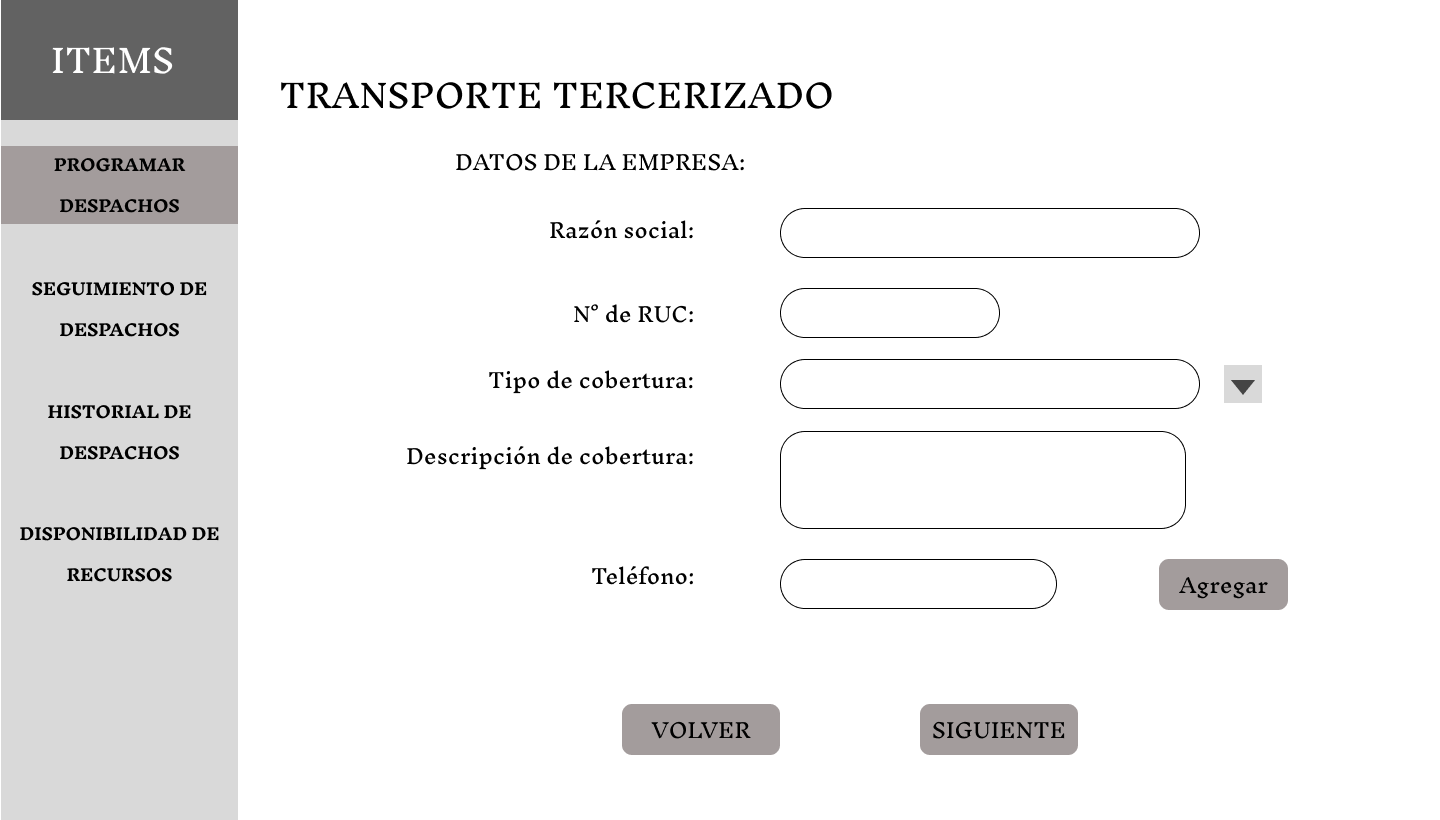 ITEMS
TRANSPORTE TERCERIZADO
PROGRAMAR
DESPACHOS
SEGUIMIENTO DE
DESPACHOS
HISTORIAL DE
DESPACHOS
DISPONIBILIDAD DE
RECURSOS
DATOS DE LA EMPRESA:
Razón social:
N° de RUC:
Tipo de cobertura:
Descripción de cobertura:
Teléfono:
Agregar
VOLVER
SIGUIENTE